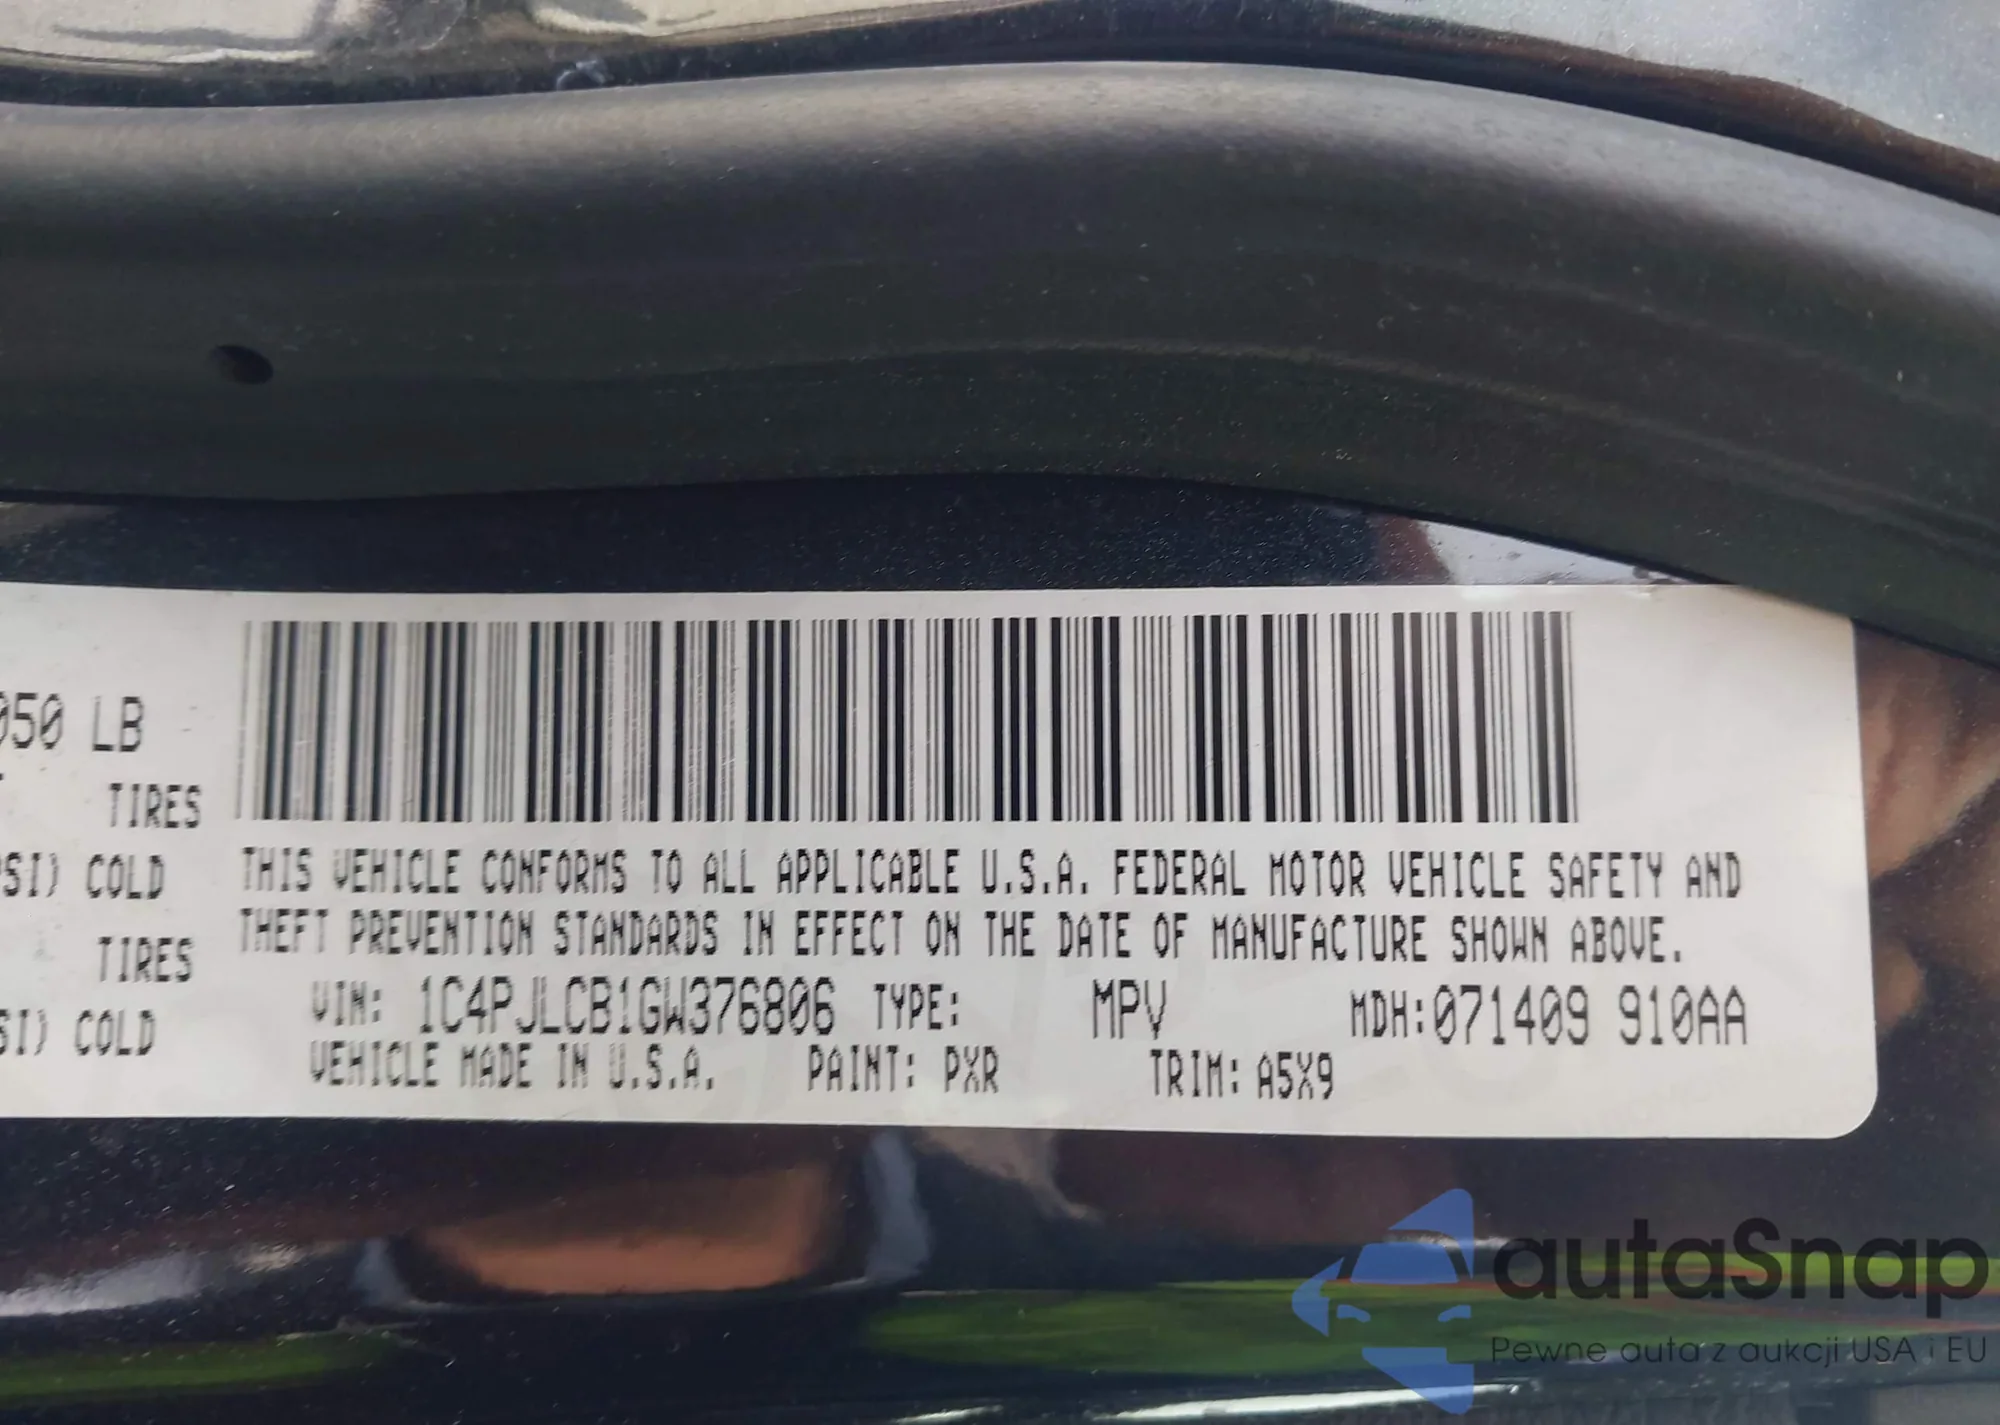 050 LB
TIRES
PSI) COLD
TIRES
SI) COLD
THIS VEHICLE CONFORMS TO ALL APPLICABLE U.S.A. FEDERAL MOTOR VEHICLE SAFETY AND
THEFT PREVENTION STANDARDS IN EFFECT ON THE DATE OF MANUFACTURE SHOWN ABOVE.
VIN: 1C4PJLCB1GW376806 TYPE: MPV MDH:071409 910AA
VEHICLE MADE IN U.S.A. PAINT: PXR TRIM: A5X9
autaSnap
Pewne auta z aukcji USA i EU